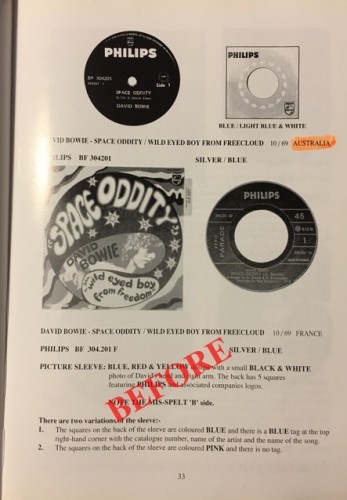 PHILIPS
BF 304201
Side 1
SPACE ODDITY
DAVID BOWIE
PHILIPS
BLUE / LIGHT BLUE & WHITE
VID BOWIE - SPACE ODDITY / WILD EYED BOY FROM FREECLOUD 10 / 69 AUSTRALIA
ILIPS BF 304201 SILVER / BLUE
SPACE ODDITY
DAVID
BOWIE
wild eyed boy
from freedom
PHILIPS
PARADE
45
1
DAVID BOWIE - SPACE ODDITY / WILD EYED BOY FROM FREECLOUD 10 / 69 FRANCE
PHILIPS BF 304.201 F SILVER / BLUE
PICTURE SLEEVE: BLUE, RED & YELLOW with a small BLACK & WHITE
photo of David's and right arm. The back has 5 squares
featuring PHILIPS associated companies logos.
NOTE THE MIS-SPELT 'B' side.
BEFORE
There are two variations of the sleeve:-
1. The squares on the back of the sleeve are coloured BLUE and there is a BLUE tag at the top
right-hand corner with the catalogue number, name of the artist and the name of the song.
2. The squares on the back of the sleeve are coloured PINK and there is no tag.
33